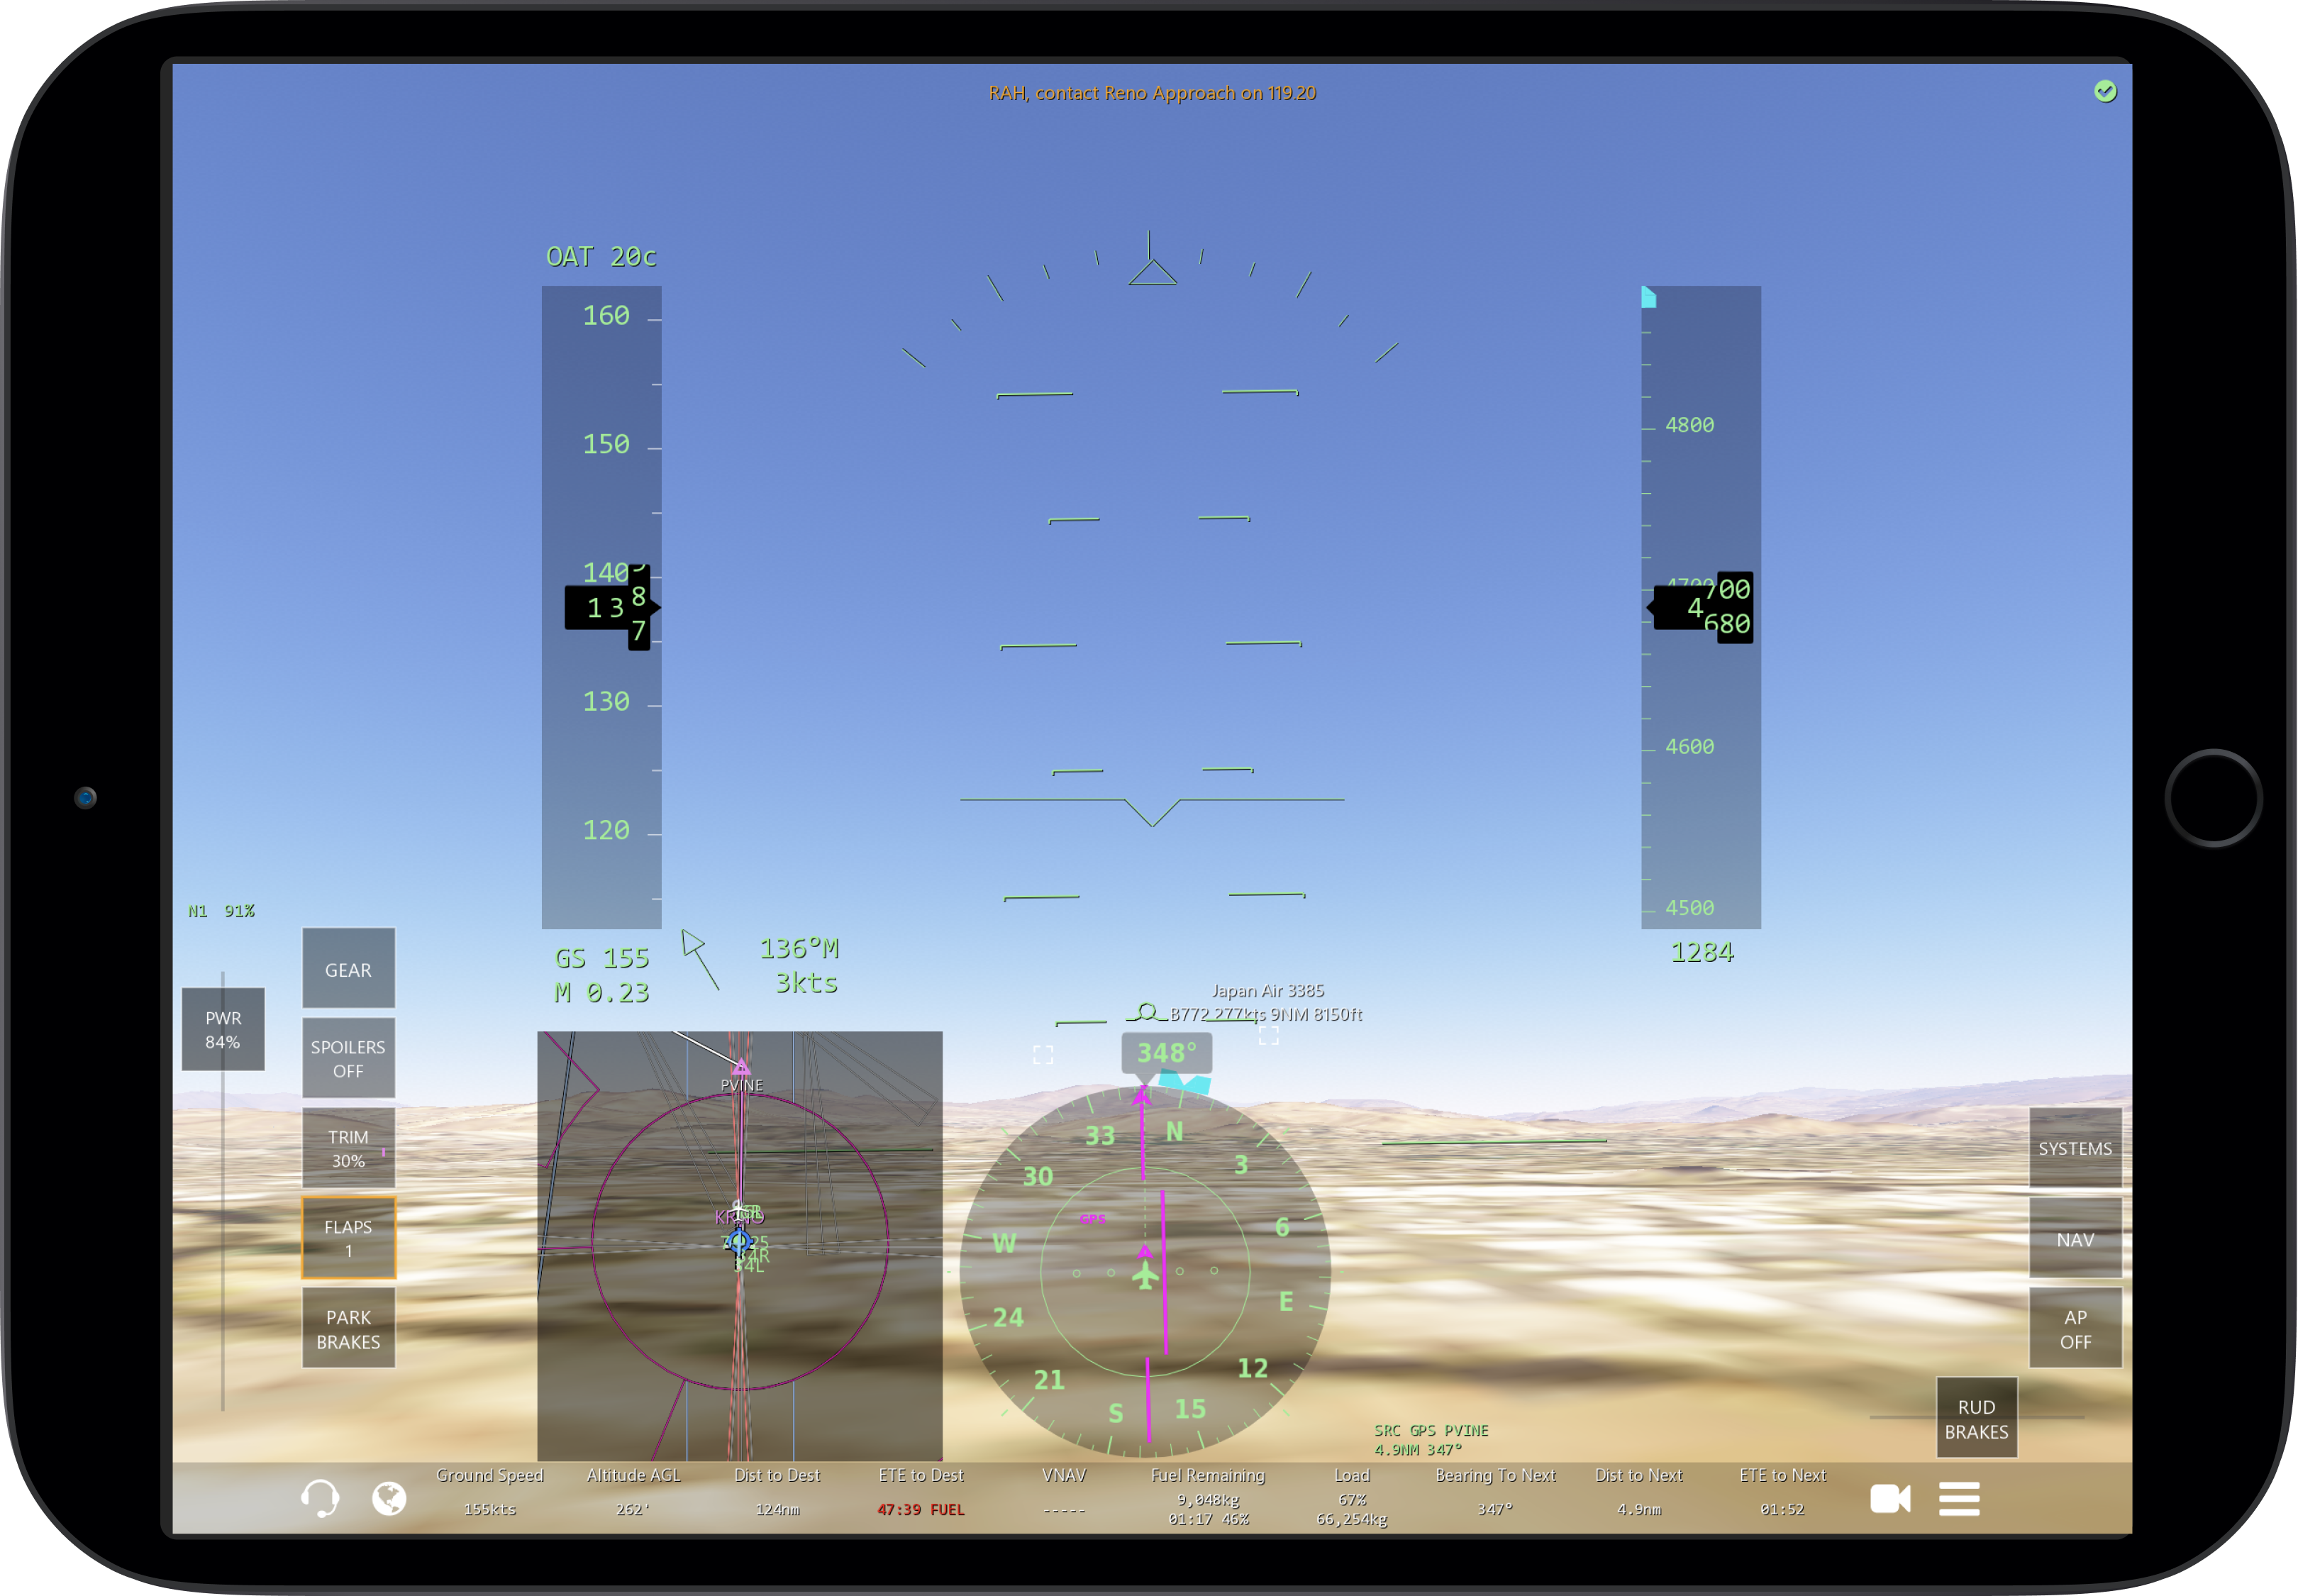 RAH, contact Reno Approach on 119.20
OAT 20c
160
150
140
13
8
7
130
120
4800
4700
4
700
680
4600
4500
1284
N1 91%
GS 155
M 0.23
136°M
3kts
PWR
84%
GEAR
SPOILERS
OFF
TRIM
30%
FLAPS
1
PARK
BRAKES
Japan Air 3385
B772 277kts 9NM 8150ft
348°
PVINE
34R
34L
33
N
3
30
6
GPS
W
E
24
12
21
S
15
SRC GPS PVINE
4.9NM 347°
SYSTEMS
NAV
AP
OFF
RUD
BRAKES
Ground Speed
155kts
Altitude AGL
262'
Dist to Dest
124nm
ETE to Dest
47:39 FUEL
VNAV
-----
Fuel Remaining
9,048kg
01:17 46%
Load
67%
66,254kg
Bearing To Next
347°
Dist to Next
4.9nm
ETE to Next
01:52